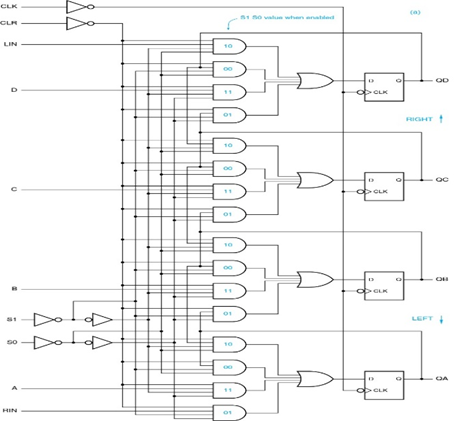 CLK
CLR
S1 S0 value when enabled
(a)
LIN
10
00
D
11
01
D Q
CLK
QD
RIGHT
10
00
C
11
01
D Q
CLK
QC
10
00
B
11
01
D Q
CLK
QB
S1
S0
LEFT
10
00
A
11
01
D Q
CLK
QA
RIN